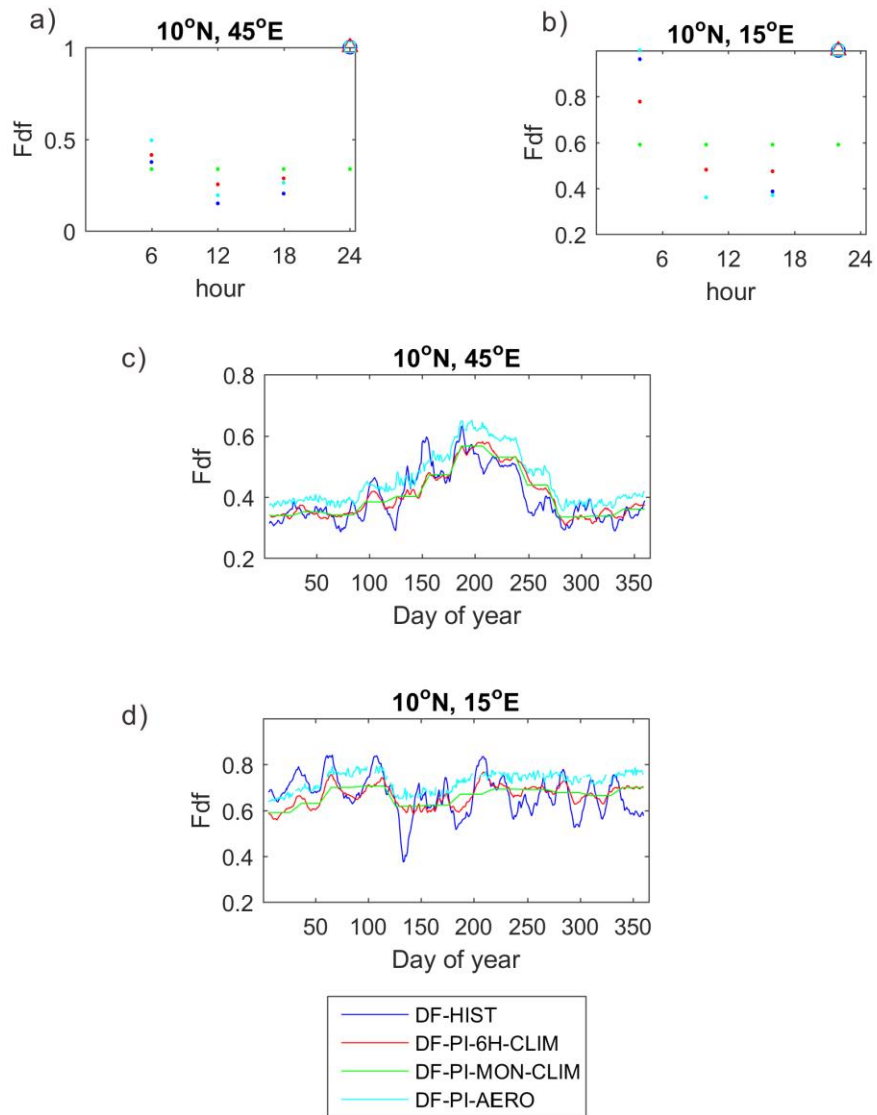 a)
10°N, 45°E
1
0.5
0
Fdf
6 12 18 24
hour
b)
10°N, 15°E
0.8
0.6
0.4
0.2
Fdf
6 12 18 24
hour
c)
10°N, 45°E
0.8
0.6
0.4
0.2
Fdf
50 100 150 200 250 300 350
Day of year
d)
10°N, 15°E
0.8
0.6
0.4
0.2
Fdf
50 100 150 200 250 300 350
Day of year
DF-HIST
DF-PI-6H-CLIM
DF-PI-MON-CLIM
DF-PI-AERO